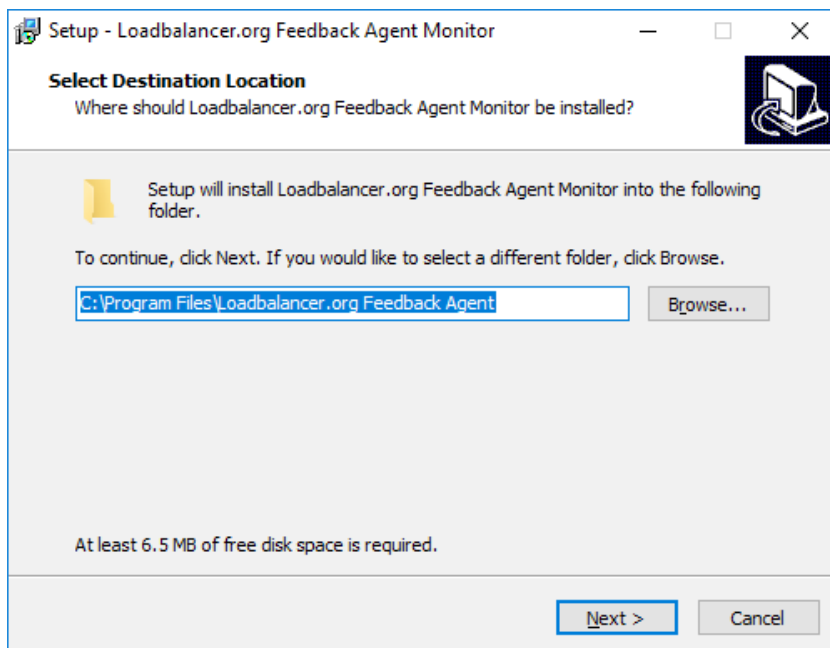 Setup - Loadbalancer.org Feedback Agent Monitor
Select Destination Location
Where should Loadbalancer.org Feedback Agent Monitor be installed?
Setup will install Loadbalancer.org Feedback Agent Monitor into the following
folder.
To continue, click Next. If you would like to select a different folder, click Browse.
C:\Program Files\Loadbalancer.org Feedback Agent
Browse...
At least 6.5 MB of free disk space is required.
Next >
Cancel